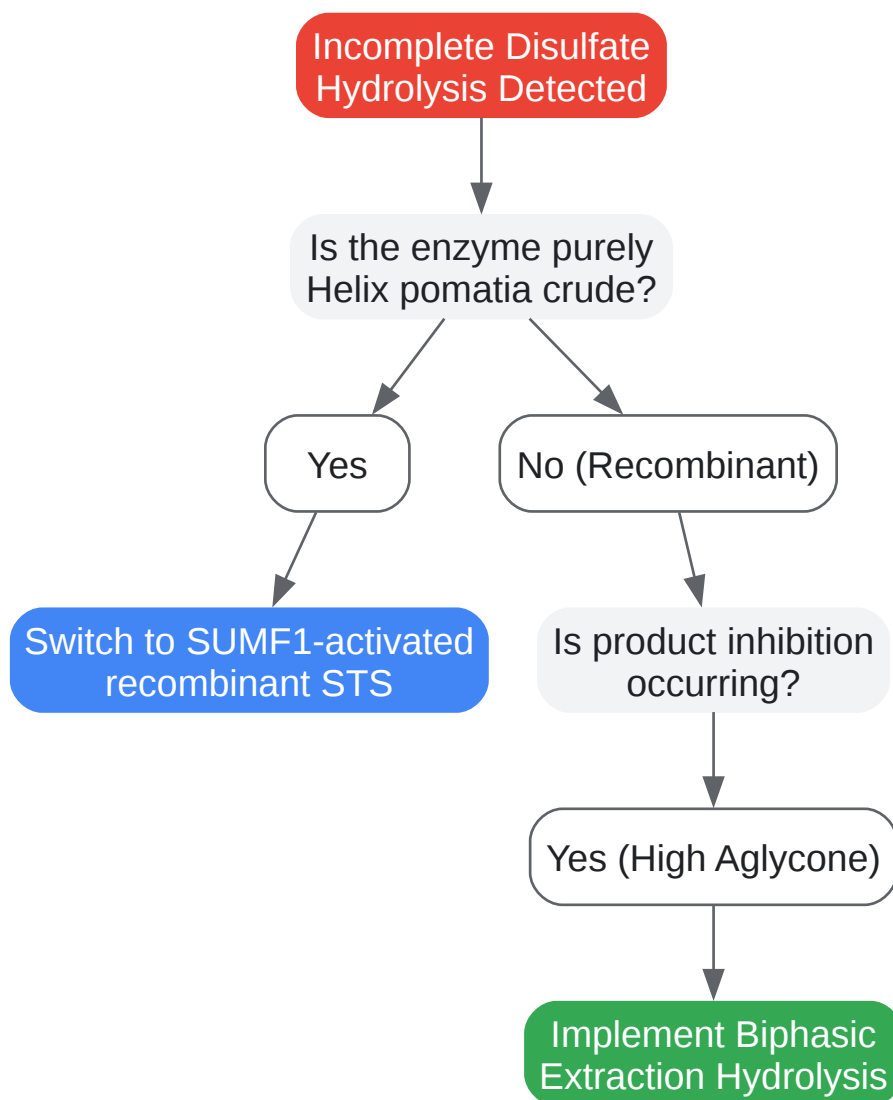 Incomplete Disulfate
Hydrolysis Detected
Is the enzyme purely
Helix pomatia crude?
Yes
No (Recombinant)
Switch to SUMF1-activated
recombinant STS
Is product inhibition
occurring?
Yes (High Aglycone)
Implement Biphasic
Extraction Hydrolysis